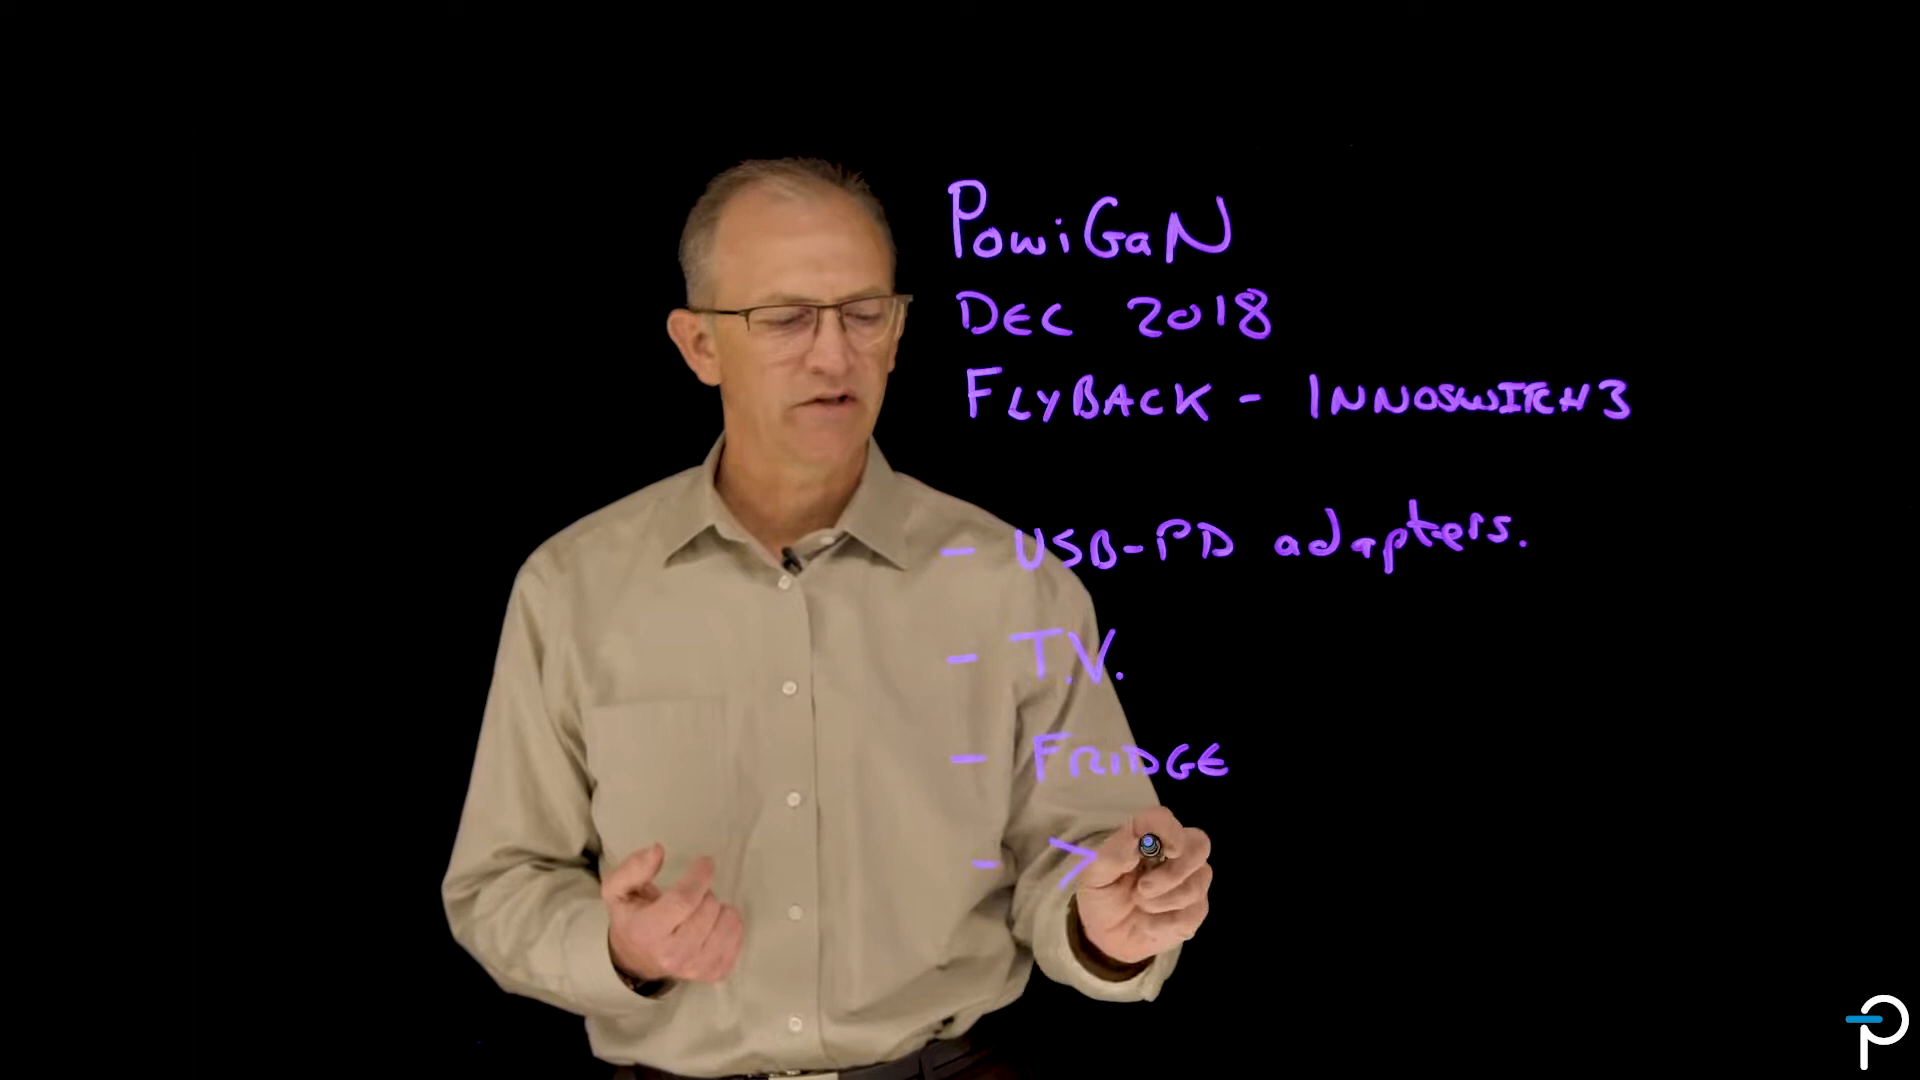 PowiGaN
DEC 2018
FLYBACK - INNOSWITCH3
- USB-PD adapters.
- T.V.
- FRIDGE
- >